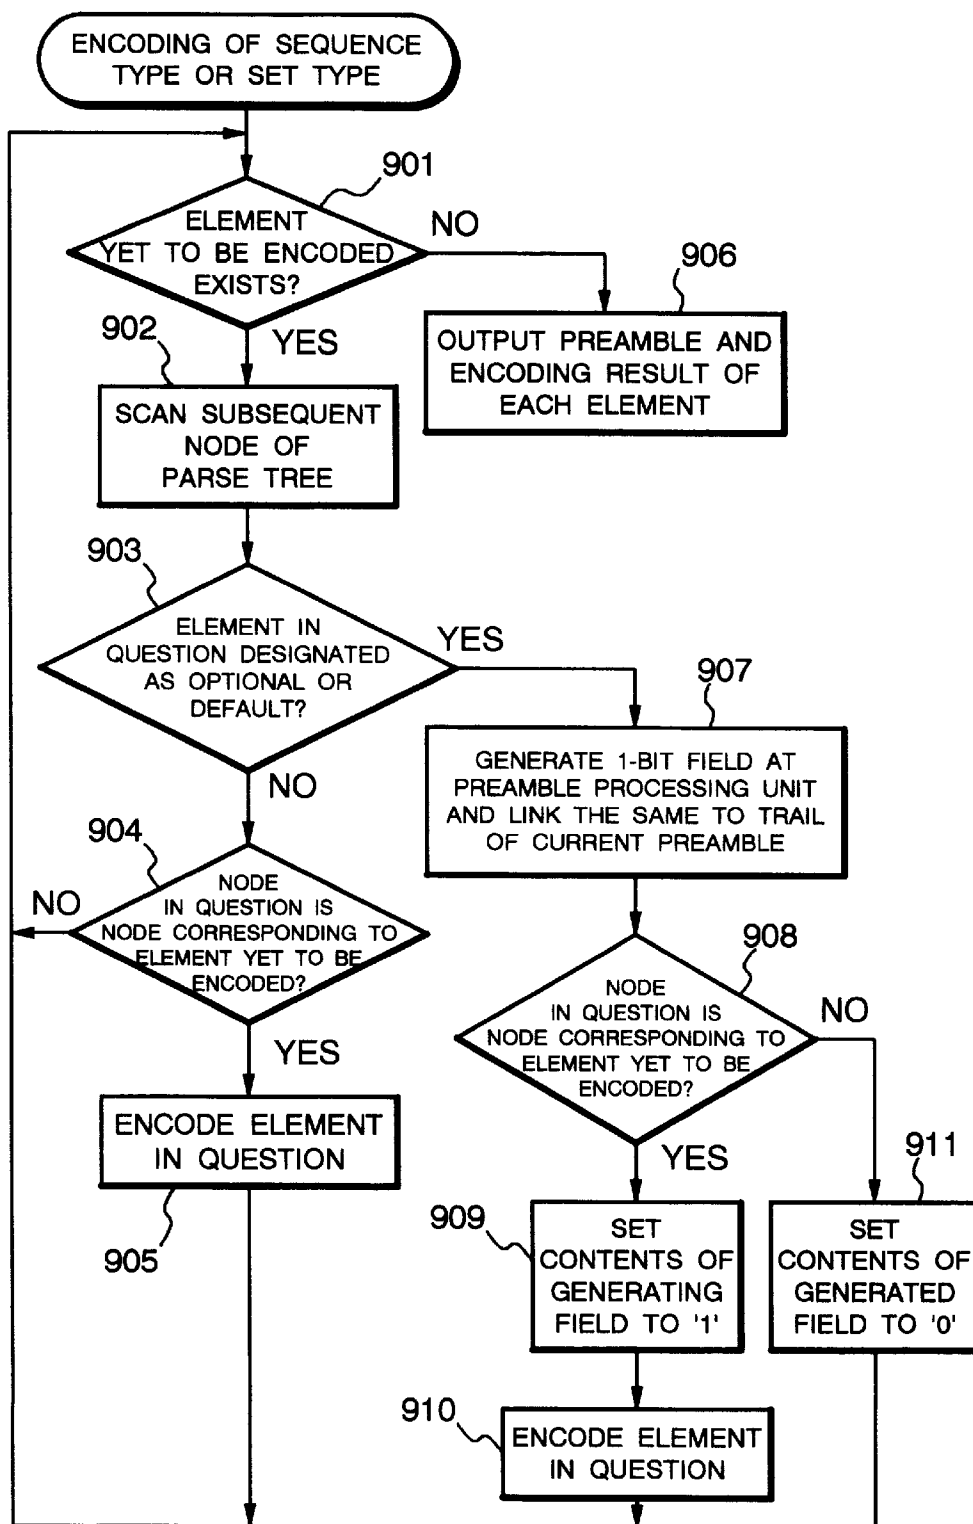 ENCODING OF SEQUENCE
TYPE OR SET TYPE
901
ELEMENT
YET TO BE ENCODED
EXISTS?
NO
YES
906
OUTPUT PREAMBLE AND
ENCODING RESULT OF
EACH ELEMENT
902
SCAN SUBSEQUENT
NODE OF
PARSE TREE
903
ELEMENT IN
QUESTION DESIGNATED
AS OPTIONAL OR
DEFAULT?
YES
NO
907
GENERATE 1-BIT FIELD AT
PREAMBLE PROCESSING UNIT
AND LINK THE SAME TO TRAIL
OF CURRENT PREAMBLE
904
NODE
IN QUESTION IS
NODE CORRESPONDING TO
ELEMENT YET TO BE
ENCODED?
NO
YES
908
NODE
IN QUESTION IS
NODE CORRESPONDING TO
ELEMENT YET TO BE
ENCODED?
NO
YES
ENCODE ELEMENT
IN QUESTION
905
909
SET
CONTENTS OF
GENERATING
FIELD TO '1'
911
SET
CONTENTS OF
GENERATED
FIELD TO '0'
910
ENCODE ELEMENT
IN QUESTION